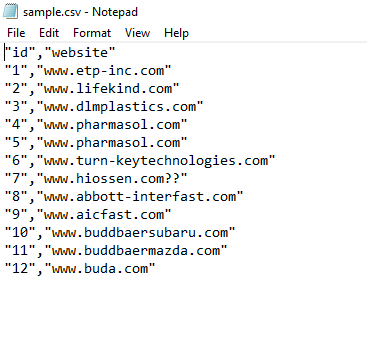 sample.csv - Notepad
File Edit Format View Help
"id","website"
"1","www.etp-inc.com"
"2","www.lifekind.com"
"3","www.dlmplastics.com"
"4","www.pharmasol.com"
"5","www.pharmasol.com"
"6","www.turn-keytechnologies.com"
"7","www.hiossen.com??"
"8","www.abbott-interfast.com"
"9","www.aicfast.com"
"10","www.buddbaersubaru.com"
"11","www.buddbaermazda.com"
"12","www.buda.com"